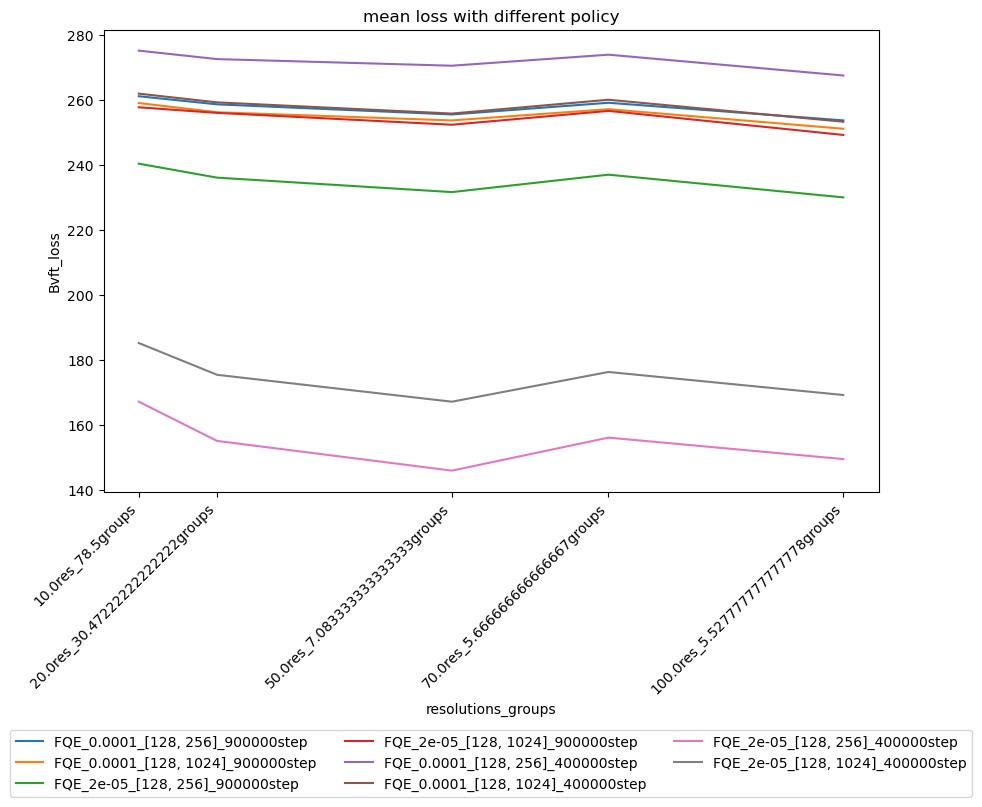 mean loss with different policy
280
260
240
220
200
180
160
140
Bvft_loss
10.0res_78.5groups
20.0res_30.47222222222222groups
50.0res_7.083333333333333groups
70.0res_5.666666666666667groups
100.0res_5.527777777777778groups
resolutions_groups
FQE_0.0001_[128, 256]_900000step
FQE_0.0001_[128, 1024]_900000step
FQE_2e-05_[128, 256]_900000step
FQE_2e-05_[128, 1024]_900000step
FQE_0.0001_[128, 256]_400000step
FQE_0.0001_[128, 1024]_400000step
FQE_2e-05_[128, 256]_400000step
FQE_2e-05_[128, 1024]_400000step